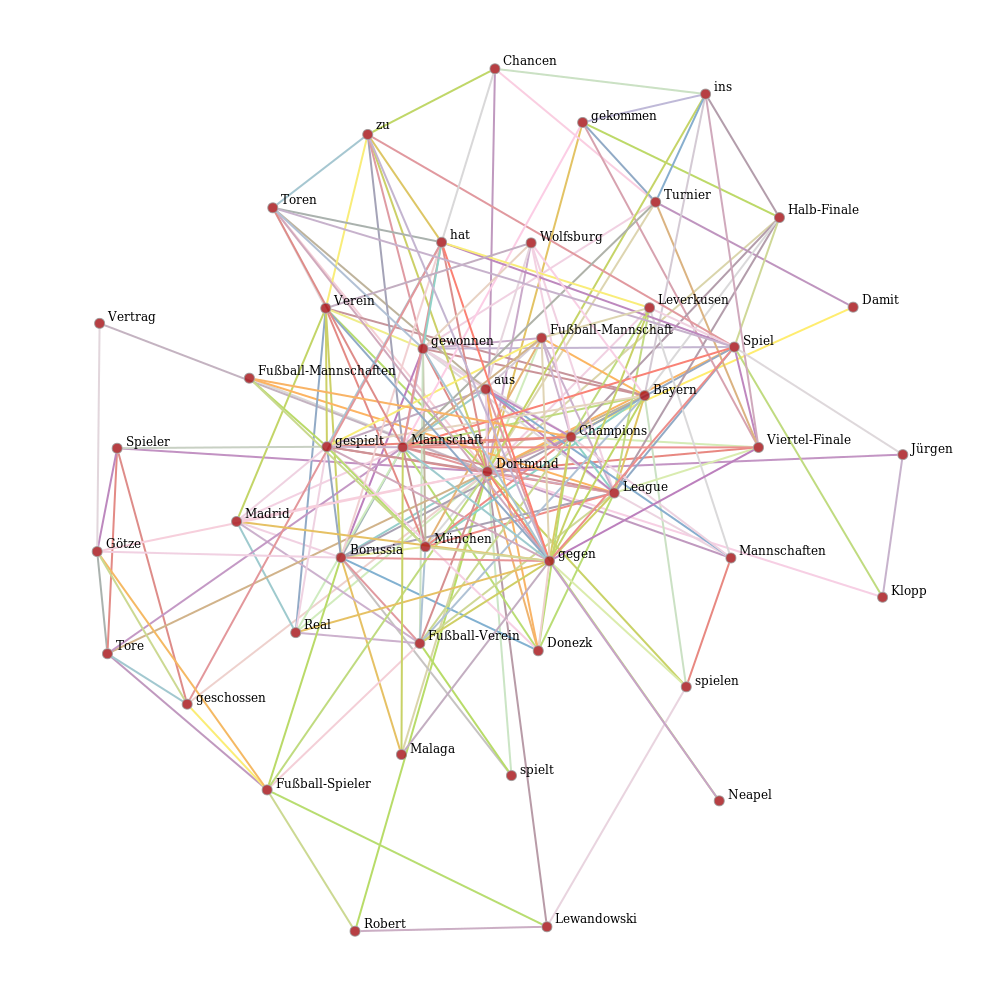 Chancen
ins
gekommen
zu
Turnier
Toren
Halb-Finale
hat
Wolfsburg
Verein
Leverkusen
Damit
Vertrag
Fußball-Mannschaft
gewonnen
Spiel
Fußball-Mannschaften
aus
Bayern
Spieler
gespielt
Mannschaft
Champions
Viertel-Finale
Jürgen
Dortmund
League
Madrid
Götze
Borussia
München
gegen
Mannschaften
Klopp
Real
Tore
Fußball-Verein
Donezk
geschossen
spielen
Malaga
Fußball-Spieler
spielt
Neapel
Robert
Lewandowski